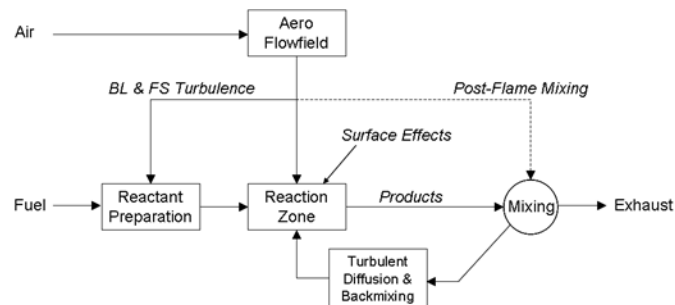 Air
Aero
Flowfield
BL & FS Turbulence
Post-Flame Mixing
Surface Effects
Fuel
Reactant
Preparation
Reaction
Zone
Products
Mixing
Exhaust
Turbulent
Diffusion &
Backmixing